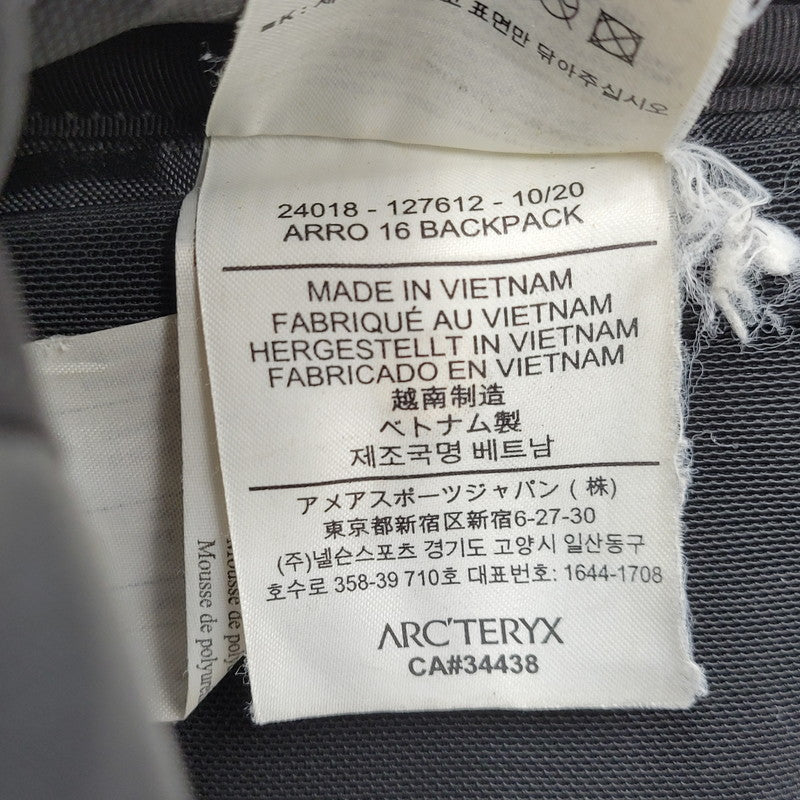 표면만 닦아주십시오
24018 - 127612 - 10/20
ARRO 16 BACKPACK
MADE IN VIETNAM
FABRIQUÉ AU VIETNAM
HERGESTELLT IN VIETNAM
FABRICADO EN VIETNAM
越南制造
ベトナム製
제조국명 베트남
アメアスポーツジャパン ( 株)
東京都新宿区新宿6-27-30
(주)넬슨스포츠 경기도 고양시 일산동구
호수로 358-39 710호 대표번호: 1644-1708
ARC'TERYX
CA#34438
Mousse de
Mousse de